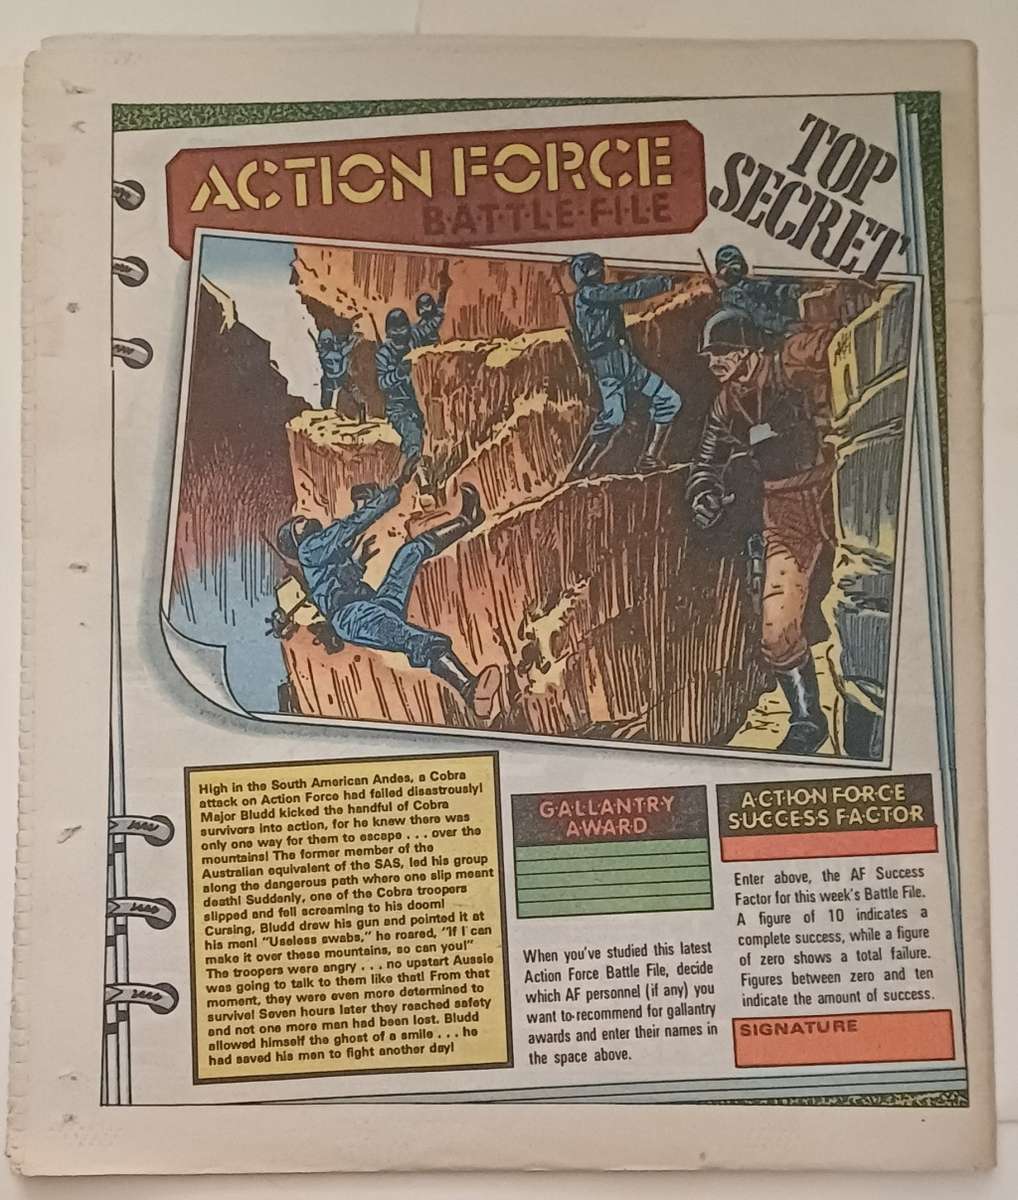 ACTION FORCE
B·A·T·T·L·E·F·I·L·E
TOP
SECRET
High in the South American Andes, a Cobra
attack on Action Force had failed disastrously!
Major Bludd kicked the handful of Cobra
survivors into action, for he knew there was
only one way for them to escape . . . over the
mountains! The former member of the
Australian equivalent of the SAS, led his group
along the dangerous path where one slip meant
death! Suddenly, one of the Cobra troopers
slipped and fell screaming to his doom!
Cursing, Bludd drew his gun and pointed it at
his men! "Useless swabs," he roared, "If I can
make it over these mountains, so can you!"
The troopers were angry . . . no upstart Aussie
was going to talk to them like that! From that
moment, they were even more determined to
survive! Seven hours later they reached safety
and not one more man had been lost. Bludd
allowed himself the ghost of a smile . . . he
had saved his men to fight another day!
G·A·L·L·A·N·T·R·Y
A·W·A·R·D
When you've studied this latest
Action Force Battle File, decide
which AF personnel (if any) you
want to recommend for gallantry
awards and enter their names in
the space above.
ACTION FORCE
SUCCESS FACTOR
Enter above, the AF Success
Factor for this week's Battle File.
A figure of 10 indicates a
complete success, while a figure
of zero shows a total failure.
Figures between zero and ten
indicate the amount of success.
SIGNATURE